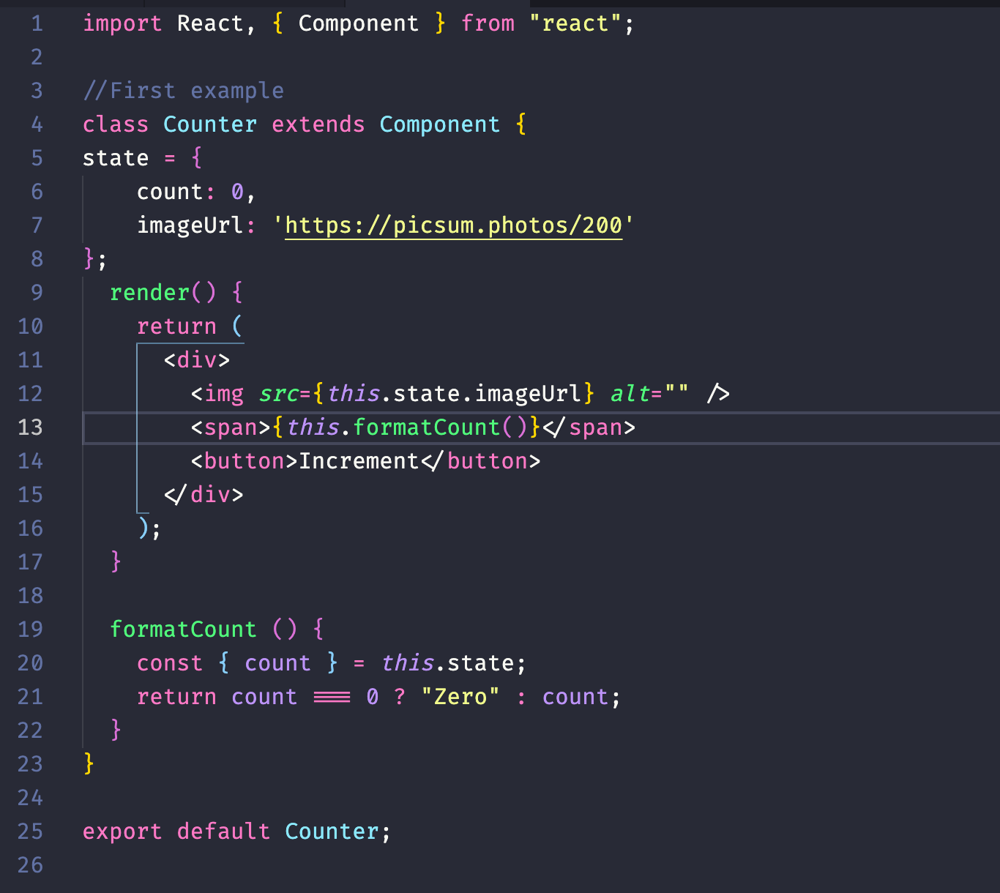 1 import React, { Component } from "react";
2
3 //First example
4 class Counter extends Component {
5 state = {
6     count: 0,
7     imageUrl: 'https://picsum.photos/200'
8 };
9   render() {
10     return (
11       <div>
12         <img src={this.state.imageUrl} alt="" />
13         <span>{this.formatCount()}</span>
14         <button>Increment</button>
15       </div>
16     );
17   }
18
19   formatCount () {
20     const { count } = this.state;
21     return count === 0 ? "Zero" : count;
22   }
23 }
24
25 export default Counter;
26